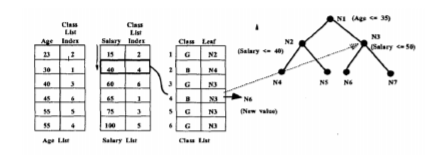 Class List
Age Index
23 2
30 1
40 3
45 6
55 5
55 4
Age List
Class List
Salary Index
15 2
40 4
60 6
65 1
75 3
100 5
Salary List
Class Leaf
1 G N2
2 B N4
3 G N3
4 B N3
5 G N3
6 G N3
Class List
N6
(New value)
N1 (Age <= 35)
N2
(Salary <= 40)
N3
(Salary <= 50)
N4 N5 N6 N7